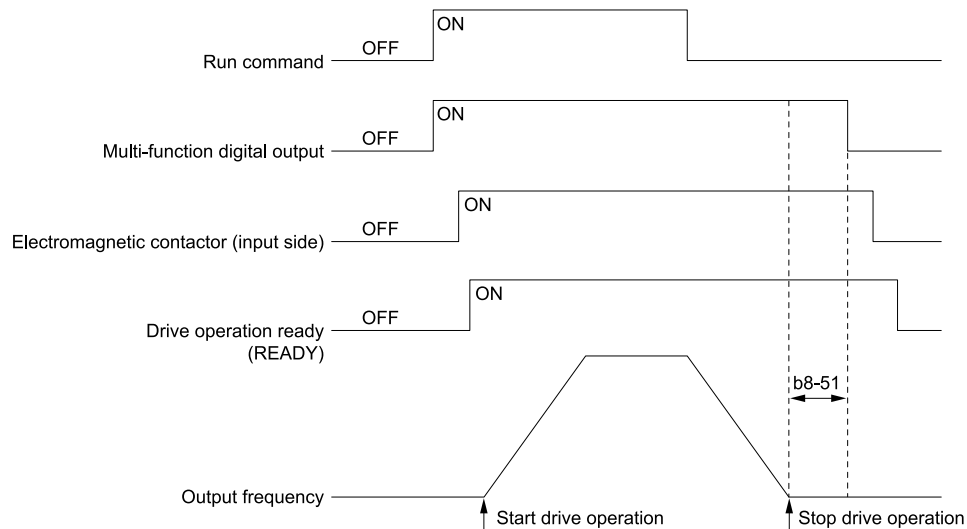 ON
OFF
Run command
ON
OFF
Multi-function digital output
ON
OFF
Electromagnetic contactor (input side)
ON
OFF
Drive operation ready
(READY)
b8-51
Output frequency
Start drive operation
Stop drive operation